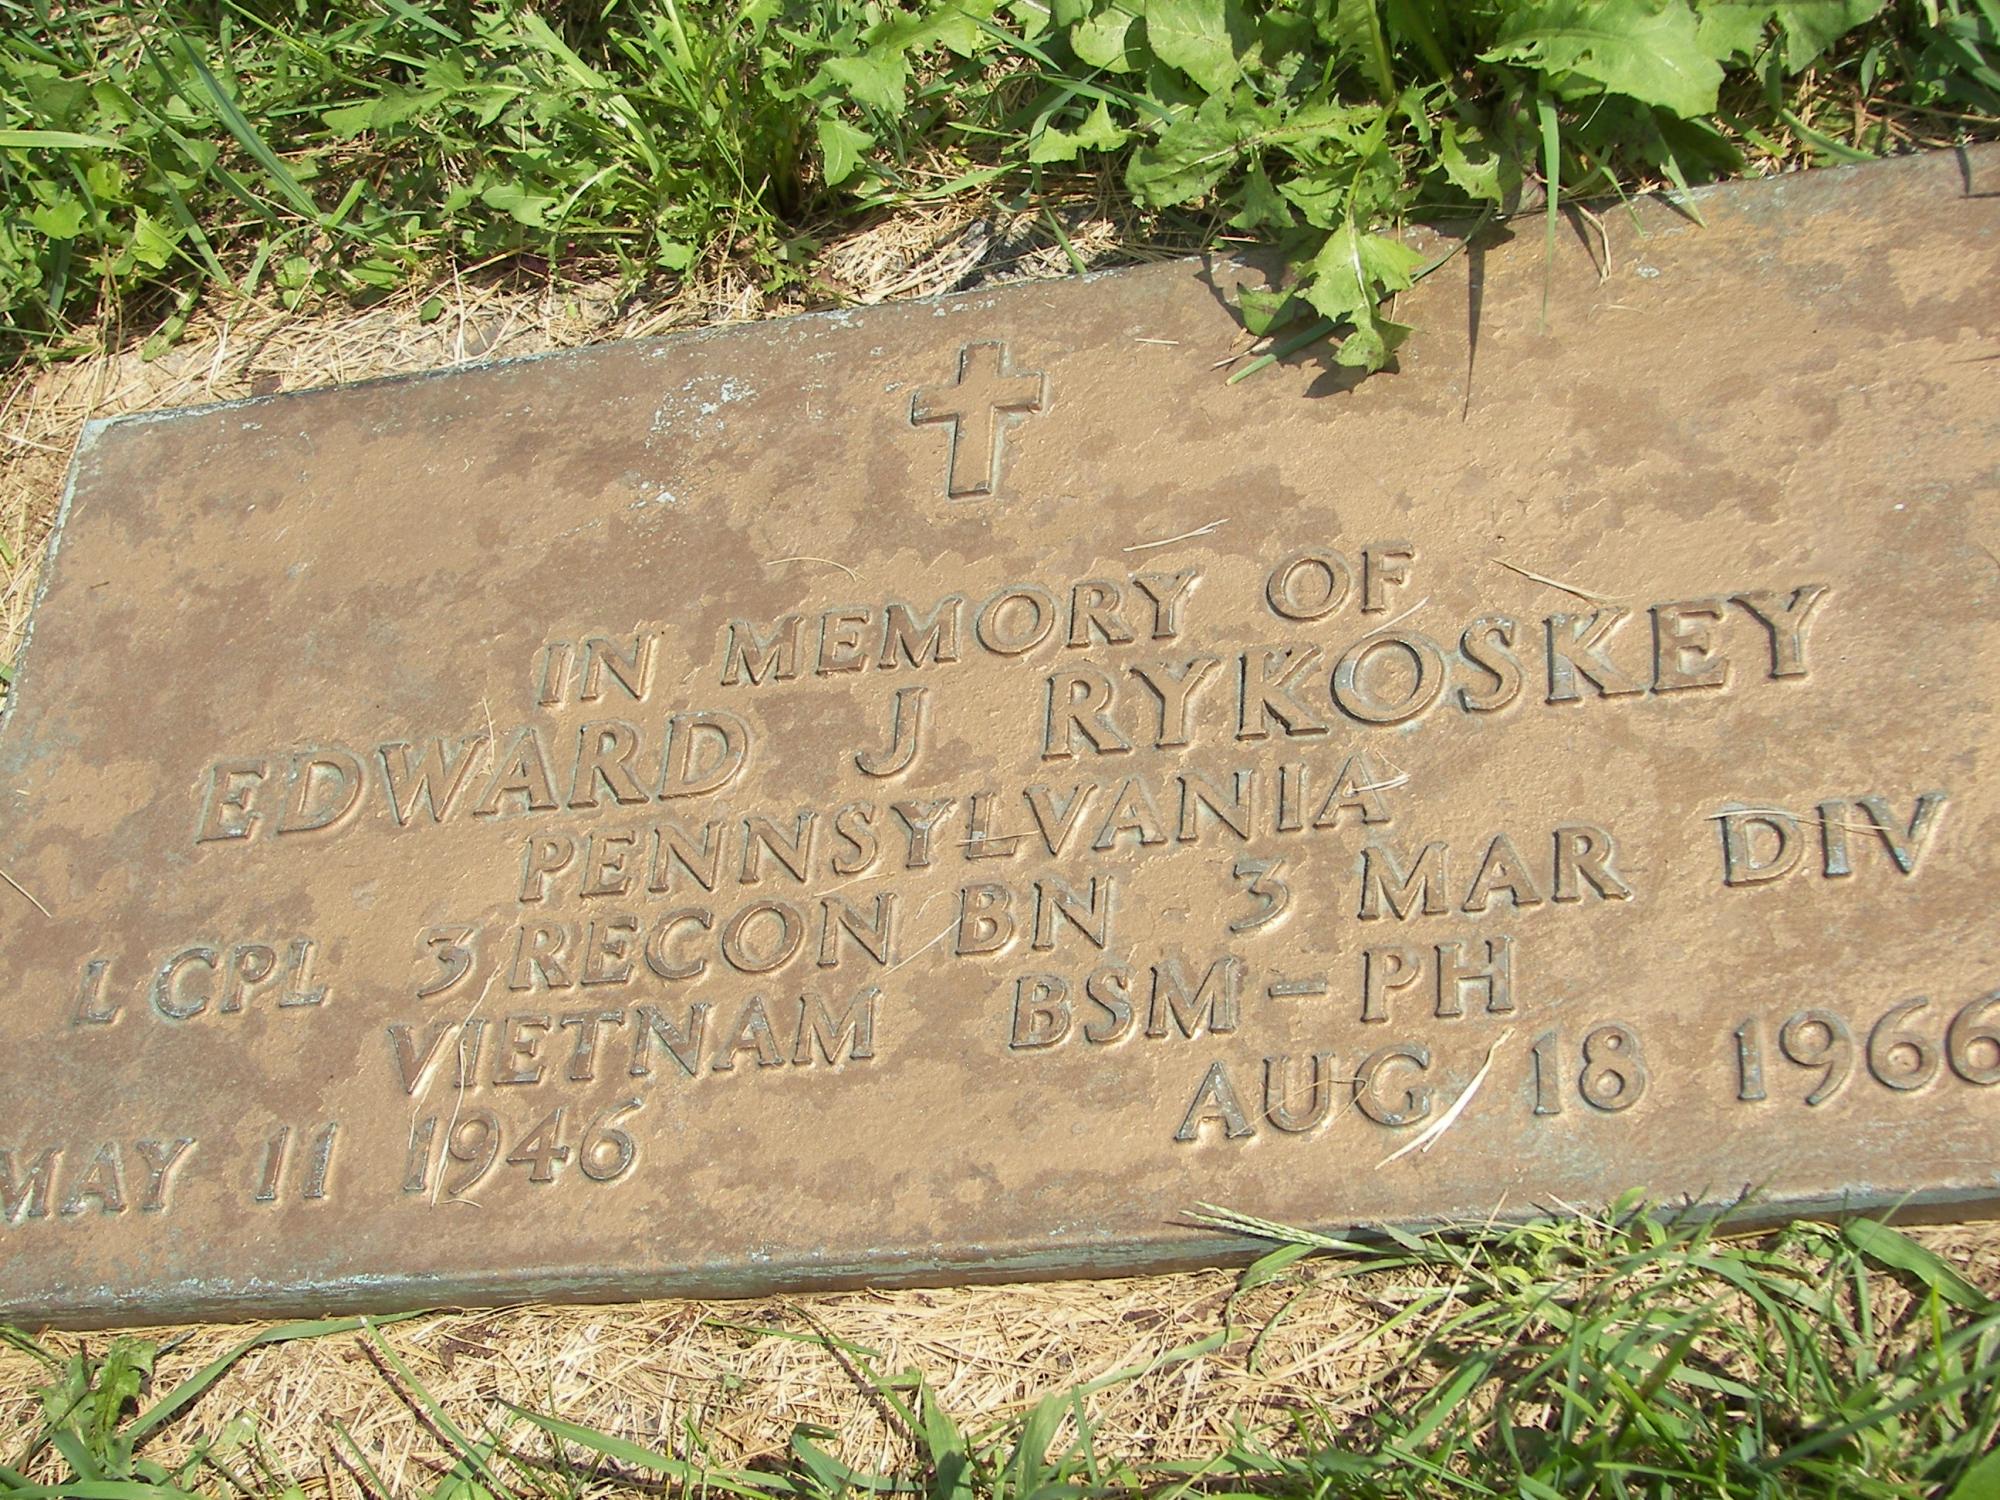 IN MEMORY OF
EDWARD J RYKOSKEY
PENNSYLVANIA
L CPL 3 RECON BN 3 MAR DIV
VIETNAM BSM-PH
MAY 11 1946 AUG 18 1966